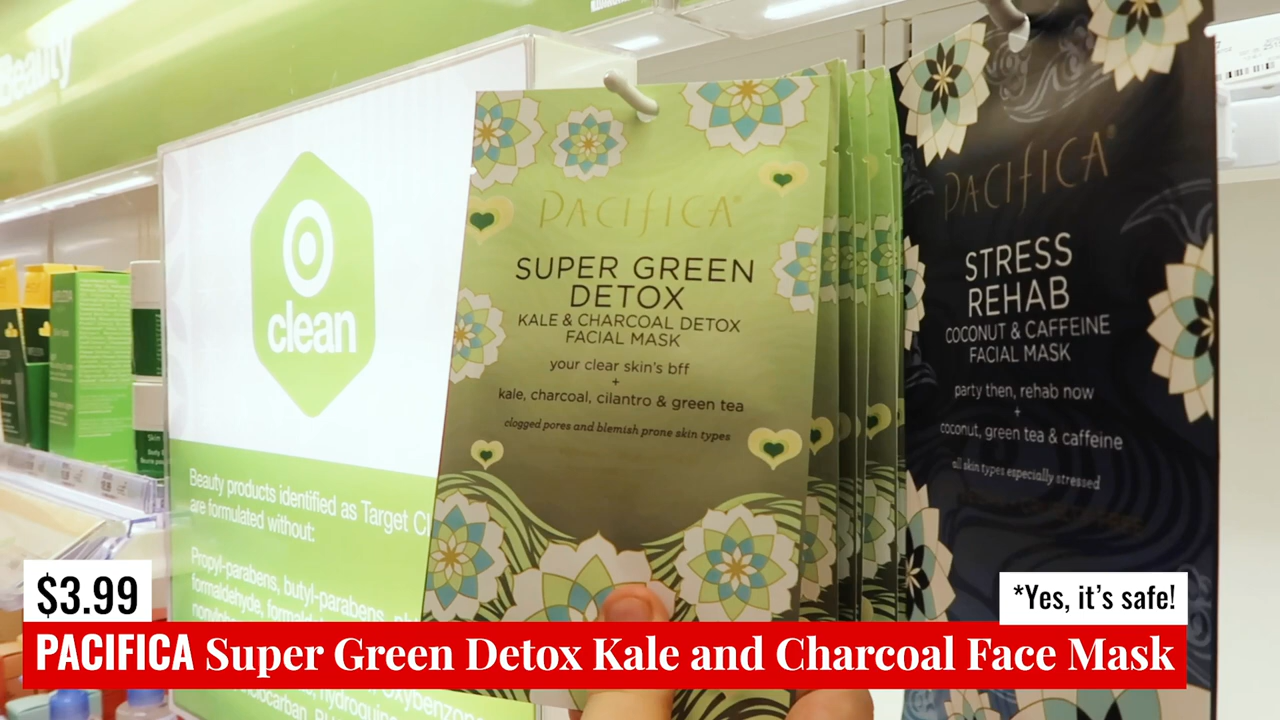 Beauty
clean
Beauty products identified as Target
are formulated without:
Propyl-parabens, butyl-parabens,
formaldehyde,
PACIFICA®
SUPER GREEN
DETOX
KALE & CHARCOAL DETOX
FACIAL MASK
your clear skin's bff
+
kale, charcoal, cilantro & green tea
clogged pores and blemish prone skin types
PACIFICA®
STRESS
REHAB
COCONUT & CAFFEINE
FACIAL MASK
party then, rehab now
+
coconut, green tea & caffeine
all skin types especially stressed
$3.99
*Yes, it's safe!
PACIFICA Super Green Detox Kale and Charcoal Face Mask